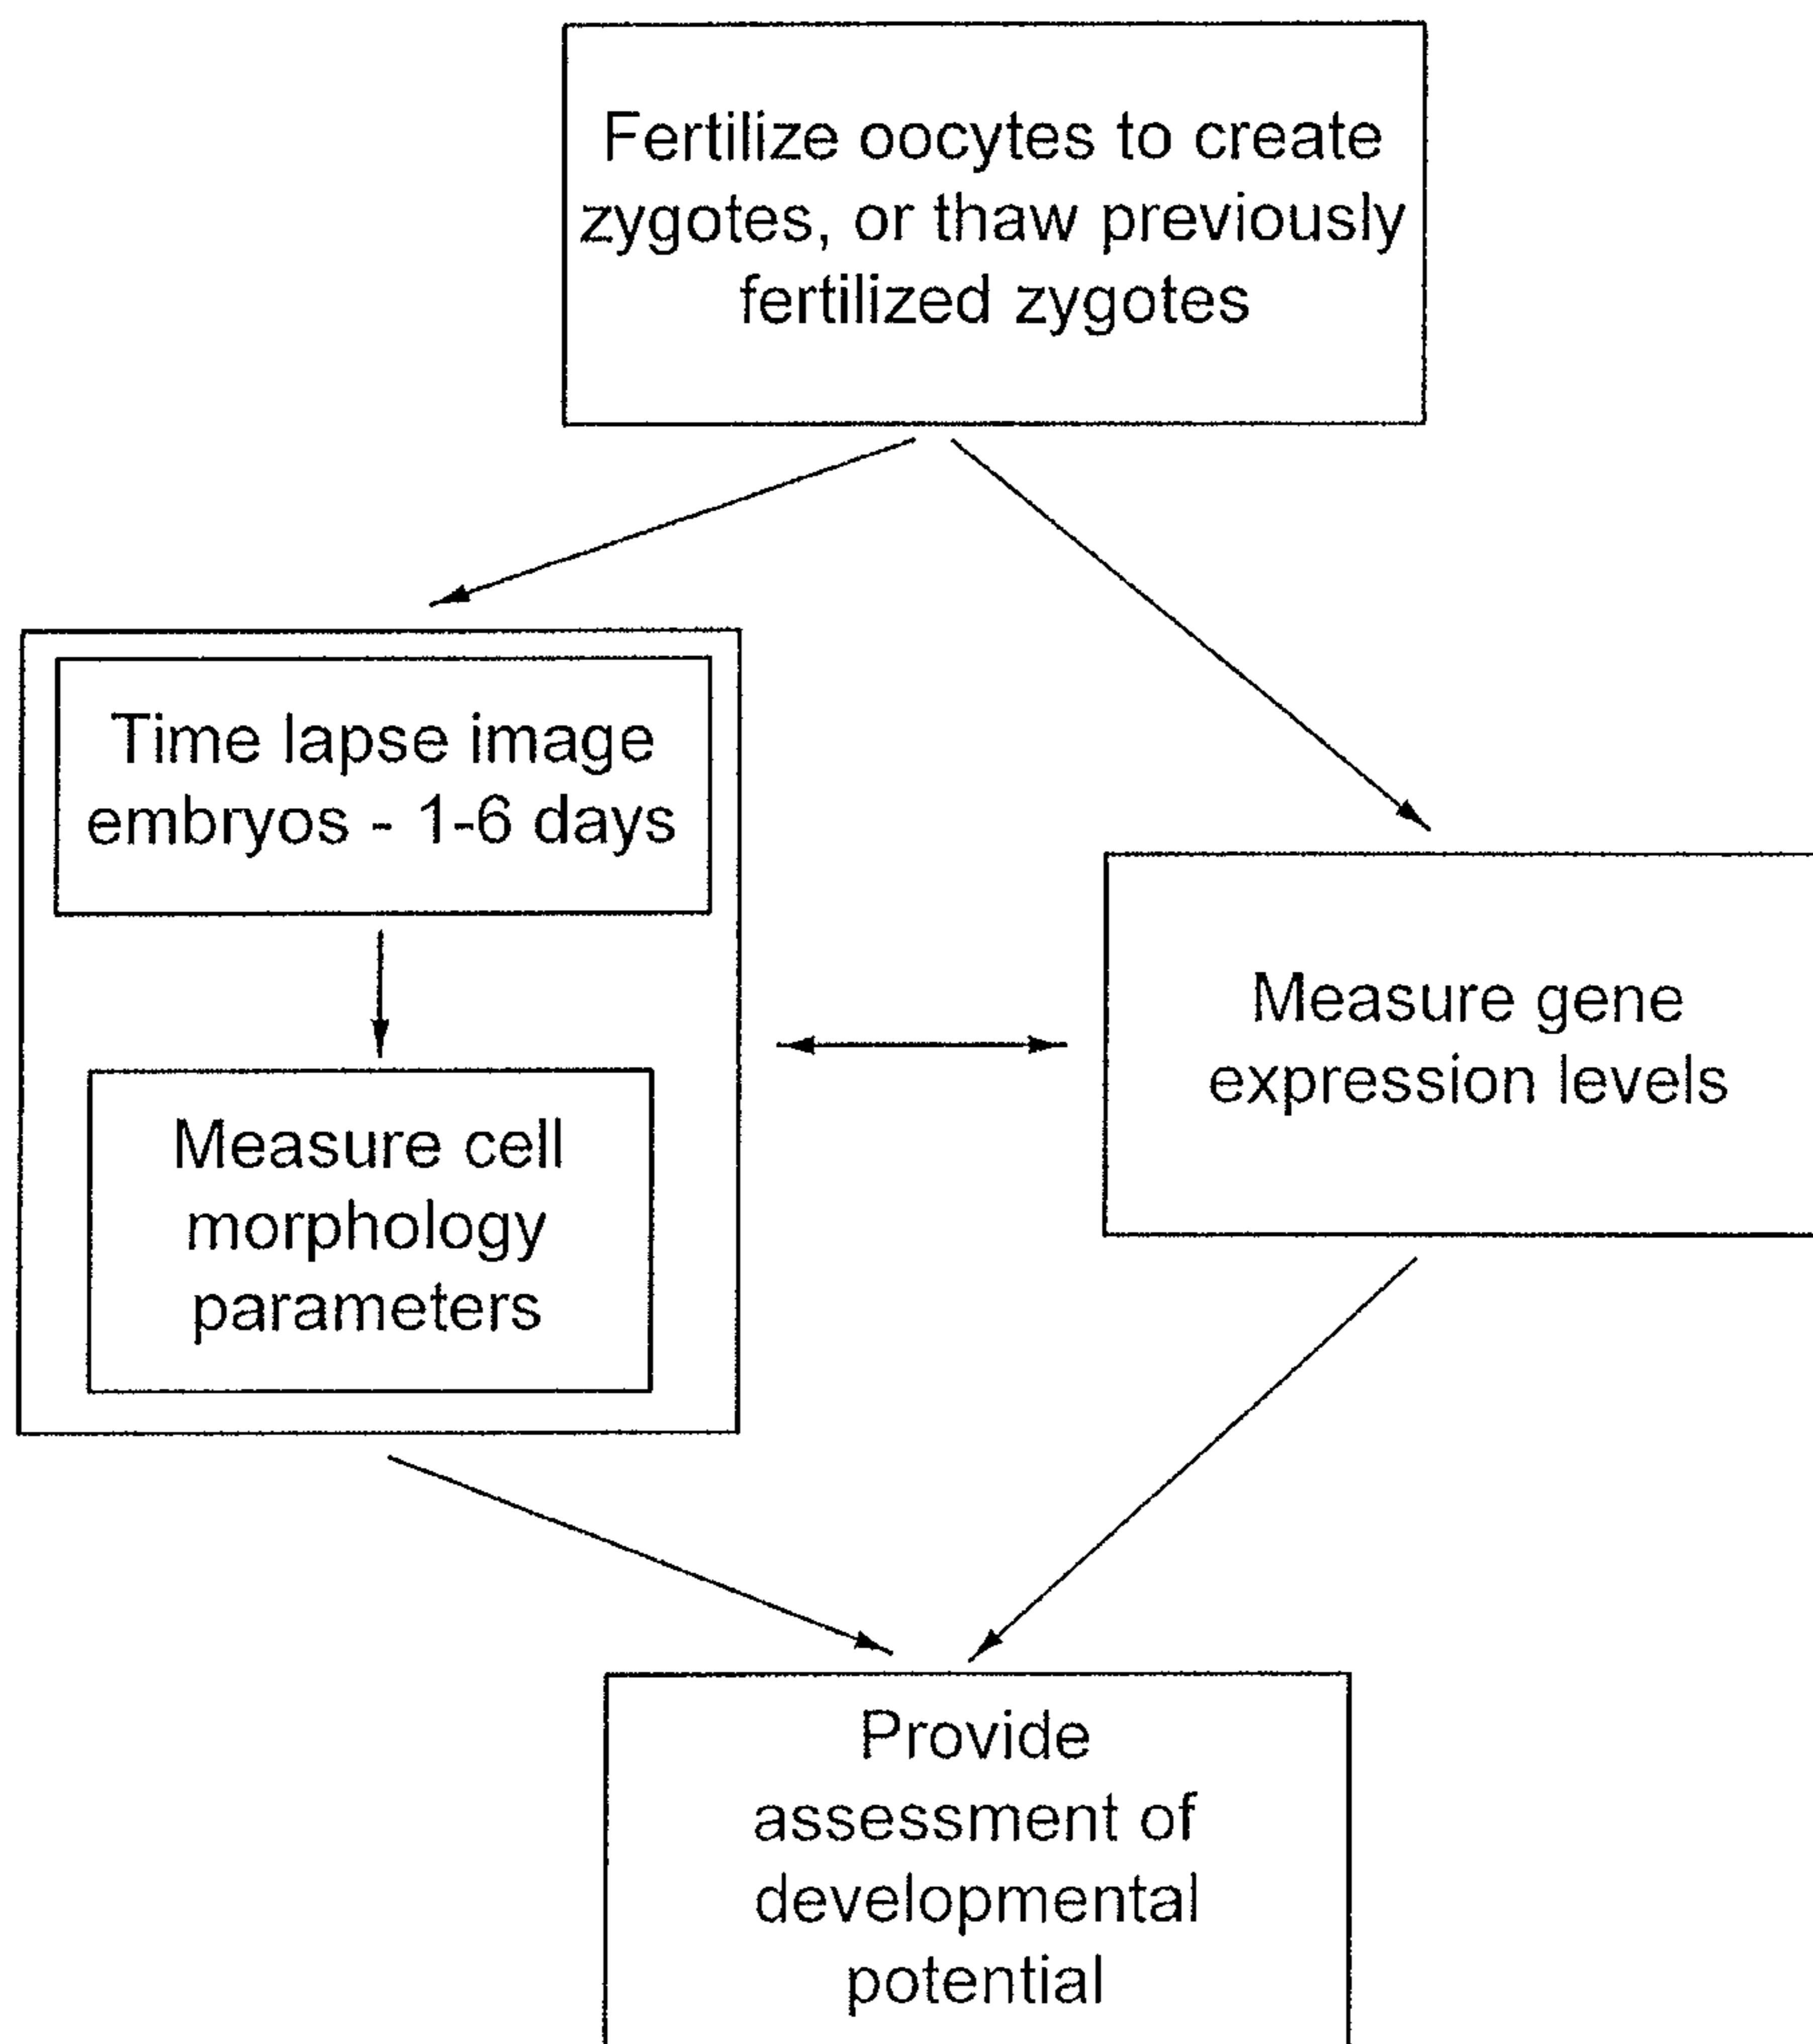 Fertilize oocytes to create
zygotes, or thaw previously
fertilized zygotes
Time lapse image
embryos - 1-6 days
Measure cell
morphology
parameters
Measure gene
expression levels
Provide
assessment of
developmental
potential